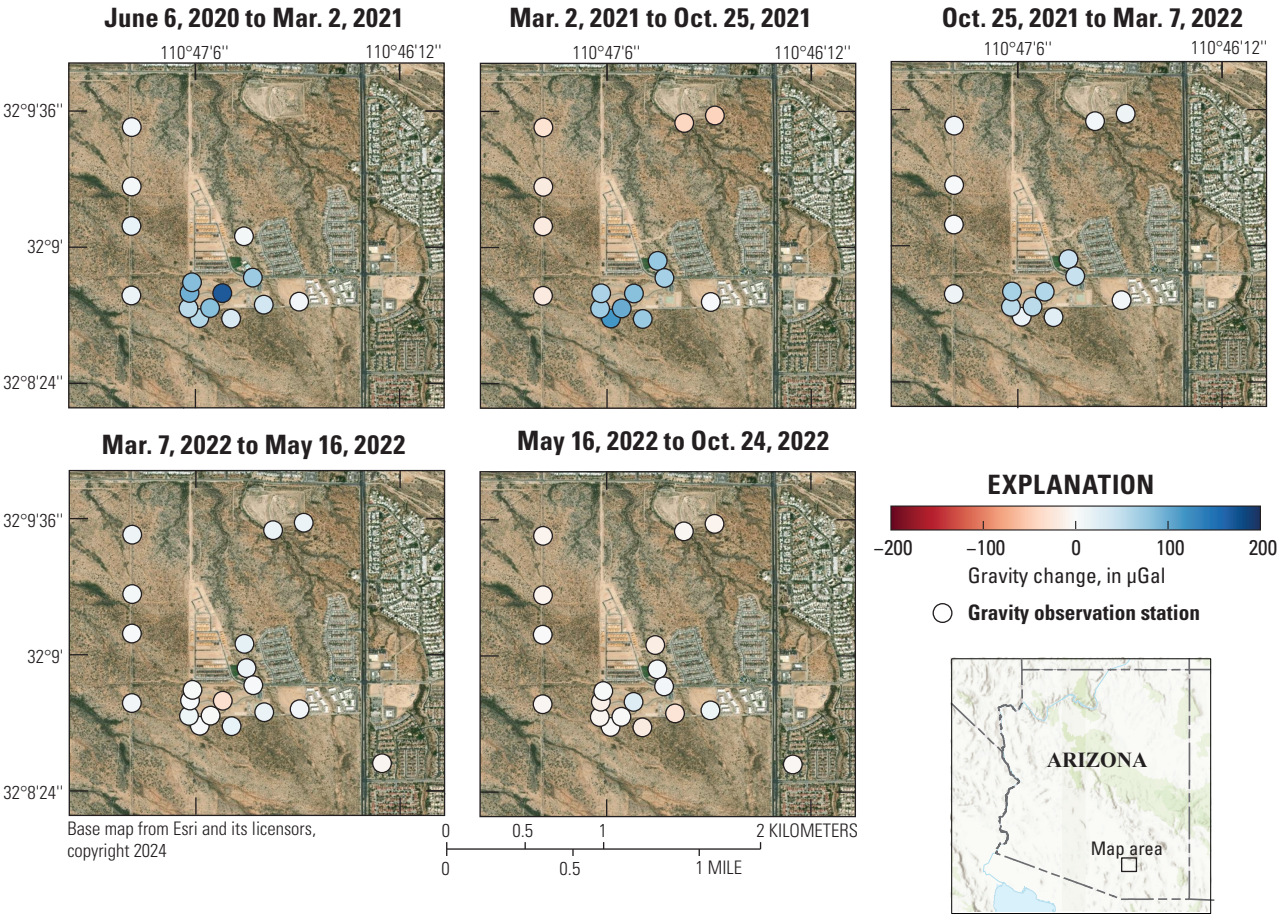 June 6, 2020 to Mar. 2, 2021
Mar. 2, 2021 to Oct. 25, 2021
Oct. 25, 2021 to Mar. 7, 2022
110°47'6''
110°46'12''
110°47'6''
110°46'12''
110°47'6''
110°46'12''
32°9'36''
32°9'
32°8'24''
Mar. 7, 2022 to May 16, 2022
May 16, 2022 to Oct. 24, 2022
32°9'36''
32°9'
32°8'24''
EXPLANATION
−200
−100
0
100
200
Gravity change, in µGal
Gravity observation station
ARIZONA
Map area
Base map from Esri and its licensors,
copyright 2024
0
0.5
1
2 KILOMETERS
0
0.5
1 MILE